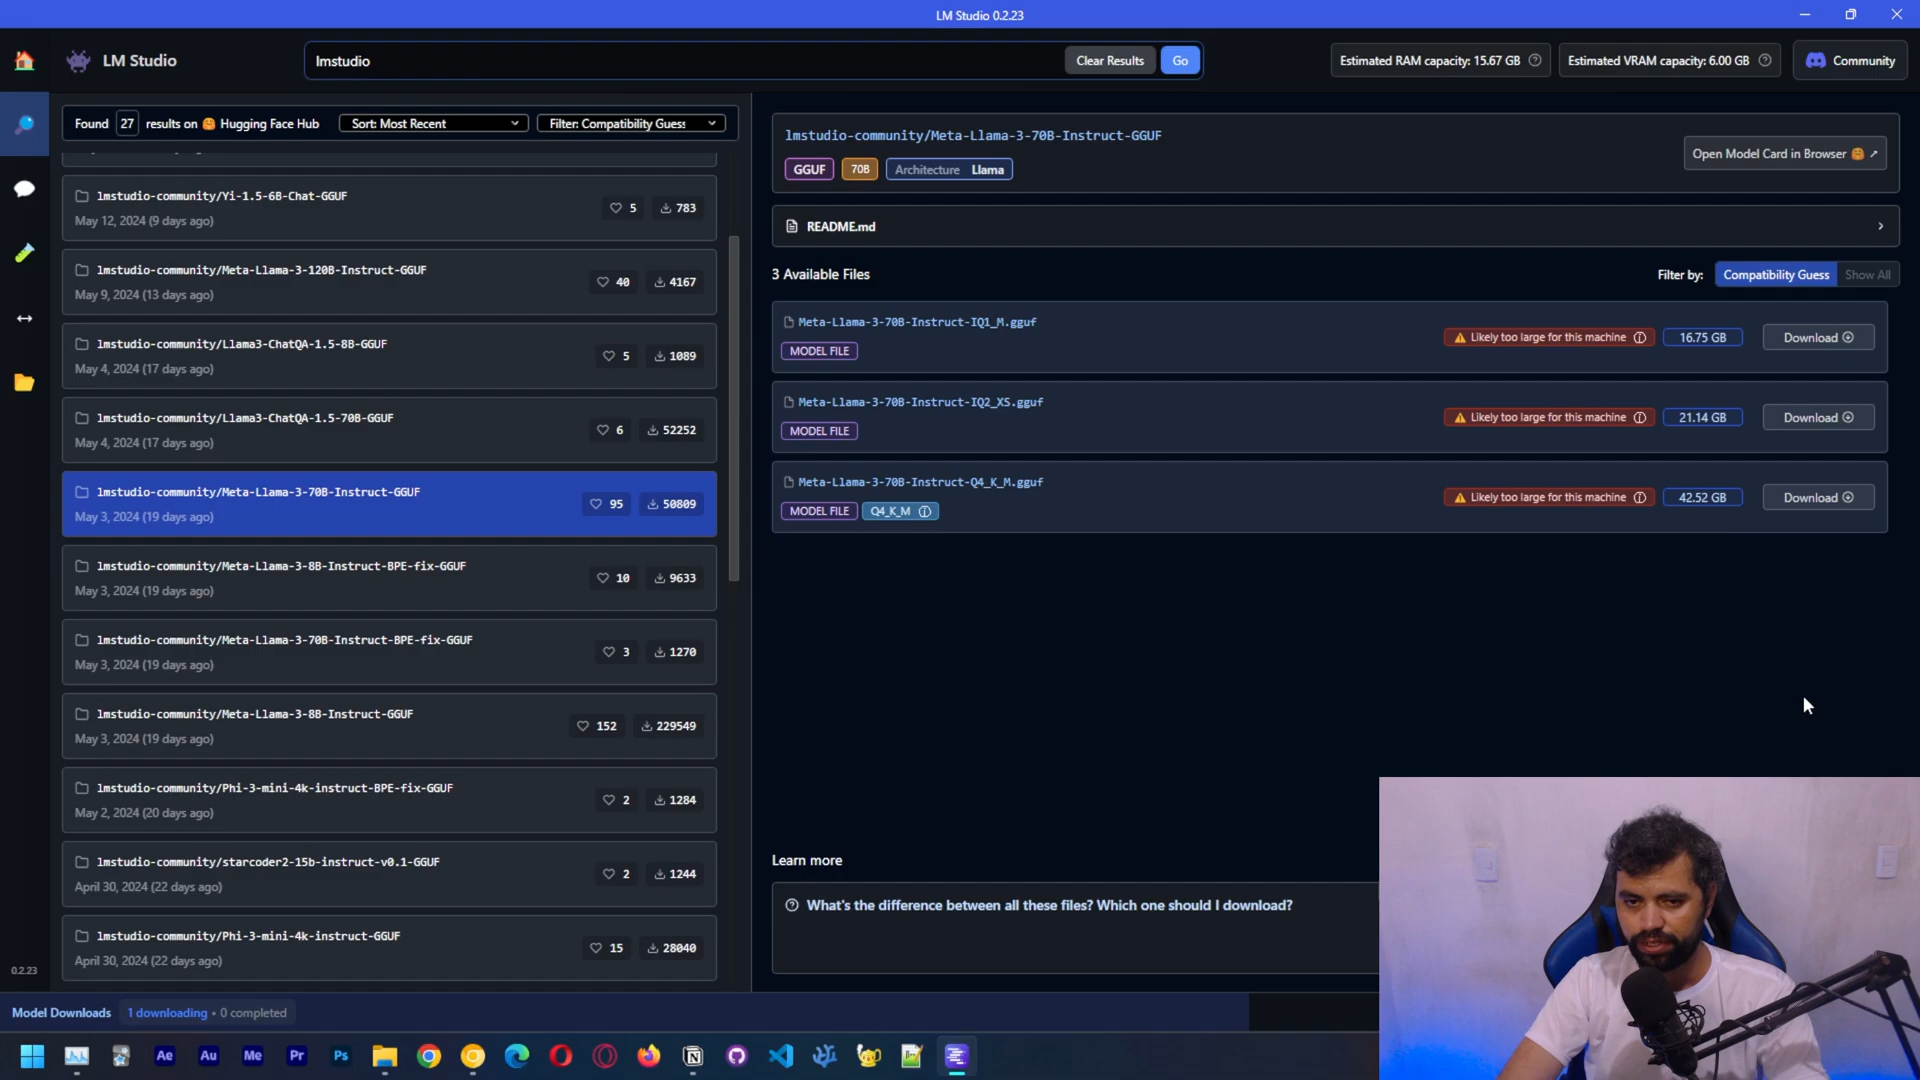 LM Studio 0.2.23
LM Studio
lmstudio
Clear Results
Go
Estimated RAM capacity: 15.67 GB
Estimated VRAM capacity: 6.00 GB
Community
Found 27 results on 🤗 Hugging Face Hub
Sort: Most Recent
Filter: Compatibility Guess
lmstudio-community/Yi-1.5-6B-Chat-GGUF
5
783
May 12, 2024 (9 days ago)
lmstudio-community/Meta-Llama-3-120B-Instruct-GGUF
40
4167
May 9, 2024 (13 days ago)
lmstudio-community/Llama3-ChatQA-1.5-8B-GGUF
5
1089
May 4, 2024 (17 days ago)
lmstudio-community/Llama3-ChatQA-1.5-70B-GGUF
6
52252
May 4, 2024 (17 days ago)
lmstudio-community/Meta-Llama-3-70B-Instruct-GGUF
95
50809
May 3, 2024 (19 days ago)
lmstudio-community/Meta-Llama-3-8B-Instruct-BPE-fix-GGUF
10
9633
May 3, 2024 (19 days ago)
lmstudio-community/Meta-Llama-3-70B-Instruct-BPE-fix-GGUF
3
1270
May 3, 2024 (19 days ago)
lmstudio-community/Meta-Llama-3-8B-Instruct-GGUF
152
229549
May 3, 2024 (19 days ago)
lmstudio-community/Phi-3-mini-4k-instruct-BPE-fix-GGUF
2
1284
May 2, 2024 (20 days ago)
lmstudio-community/starcoder2-15b-instruct-v0.1-GGUF
2
1244
April 30, 2024 (22 days ago)
lmstudio-community/Phi-3-mini-4k-instruct-GGUF
15
28040
April 30, 2024 (22 days ago)
lmstudio-community/Meta-Llama-3-70B-Instruct-GGUF
GGUF
70B
Architecture Llama
Open Model Card in Browser 🤗 ↗
README.md
3 Available Files
Filter by:
Compatibility Guess
Show All
Meta-Llama-3-70B-Instruct-IQ1_M.gguf
MODEL FILE
Likely too large for this machine
16.75 GB
Download
Meta-Llama-3-70B-Instruct-IQ2_XS.gguf
MODEL FILE
Likely too large for this machine
21.14 GB
Download
Meta-Llama-3-70B-Instruct-Q4_K_M.gguf
MODEL FILE
Q4_K_M
Likely too large for this machine
42.52 GB
Download
Learn more
What's the difference between all these files? Which one should I download?
0.2.23
Model Downloads
1 downloading • 0 completed
Ae
Au
Me
Pr
Ps